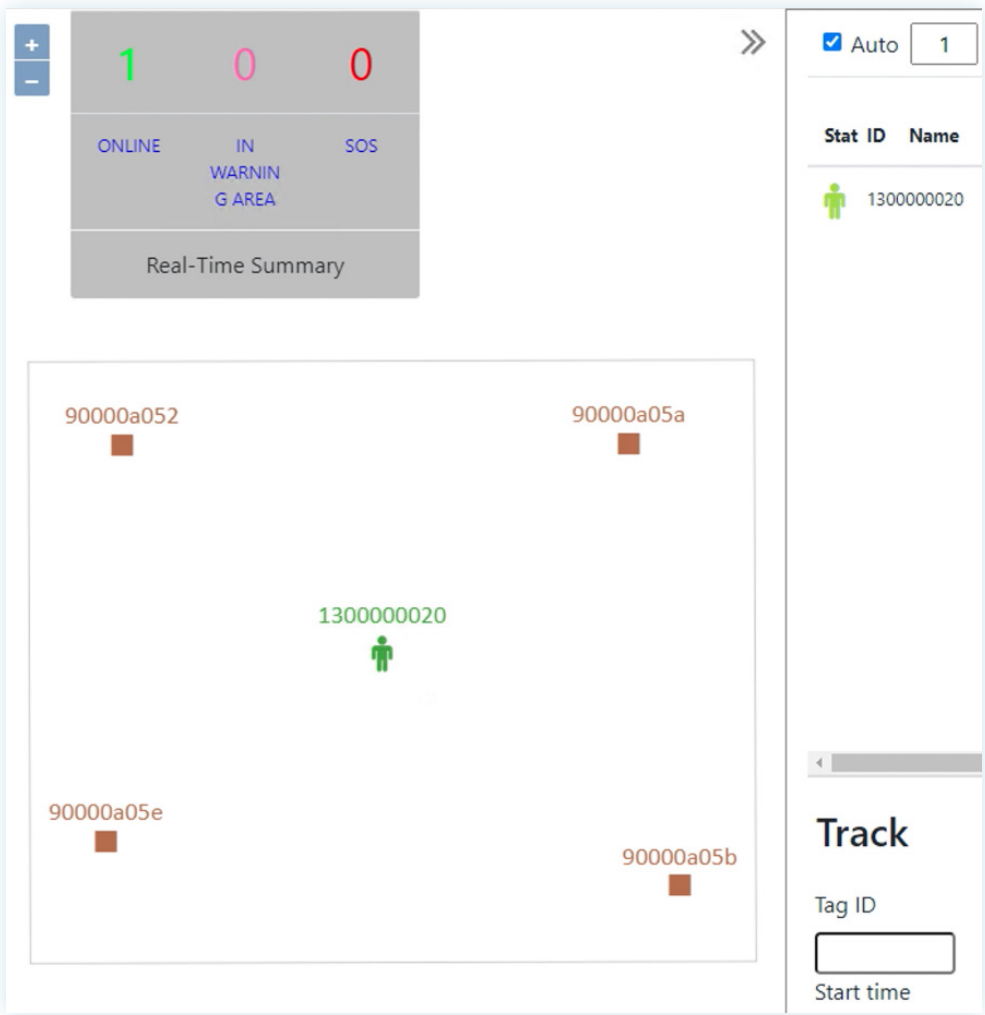 +
−
1 0 0
ONLINE IN SOS
WARNIN
G AREA
Real-Time Summary
90000a052
90000a05a
1300000020
90000a05e
90000a05b
Auto 1
Stat ID Name
1300000020
Track
Tag ID
Start time